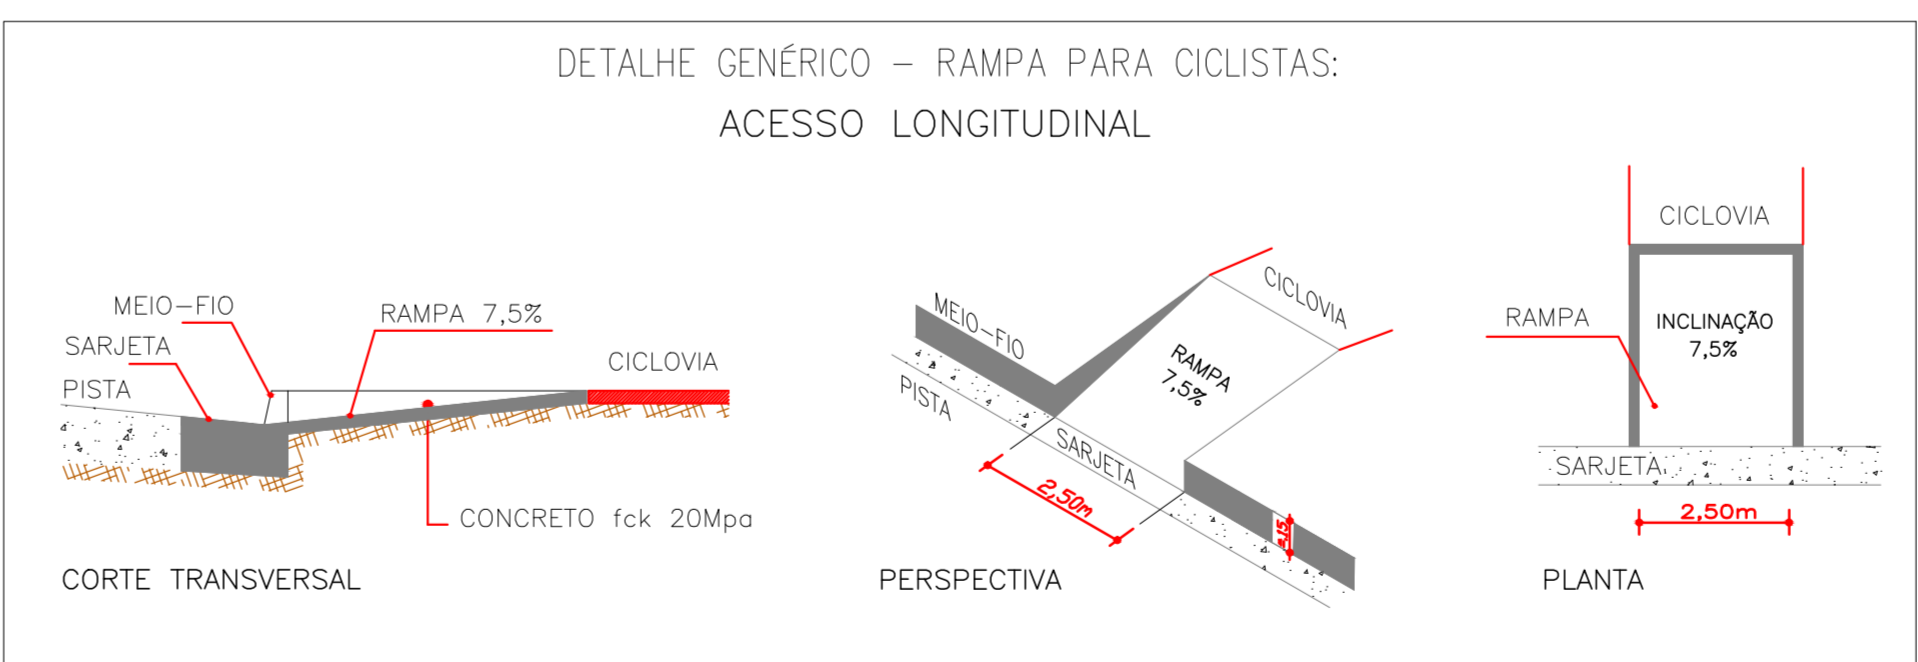 DETALHE GENÉRICO – RAMPA PARA CICLISTAS:
ACESSO LONGITUDINAL
MEIO-FIO
RAMPA 7,5%
SARJETA
PISTA
CICLOVIA
CONCRETO fck 20Mpa
CORTE TRANSVERSAL
CICLOVIA
MEIO-FIO
RAMPA
7,5%
PISTA
SARJETA
2,50m
0,15
PERSPECTIVA
CICLOVIA
RAMPA
INCLINAÇÃO
7,5%
SARJETA
2,50m
PLANTA